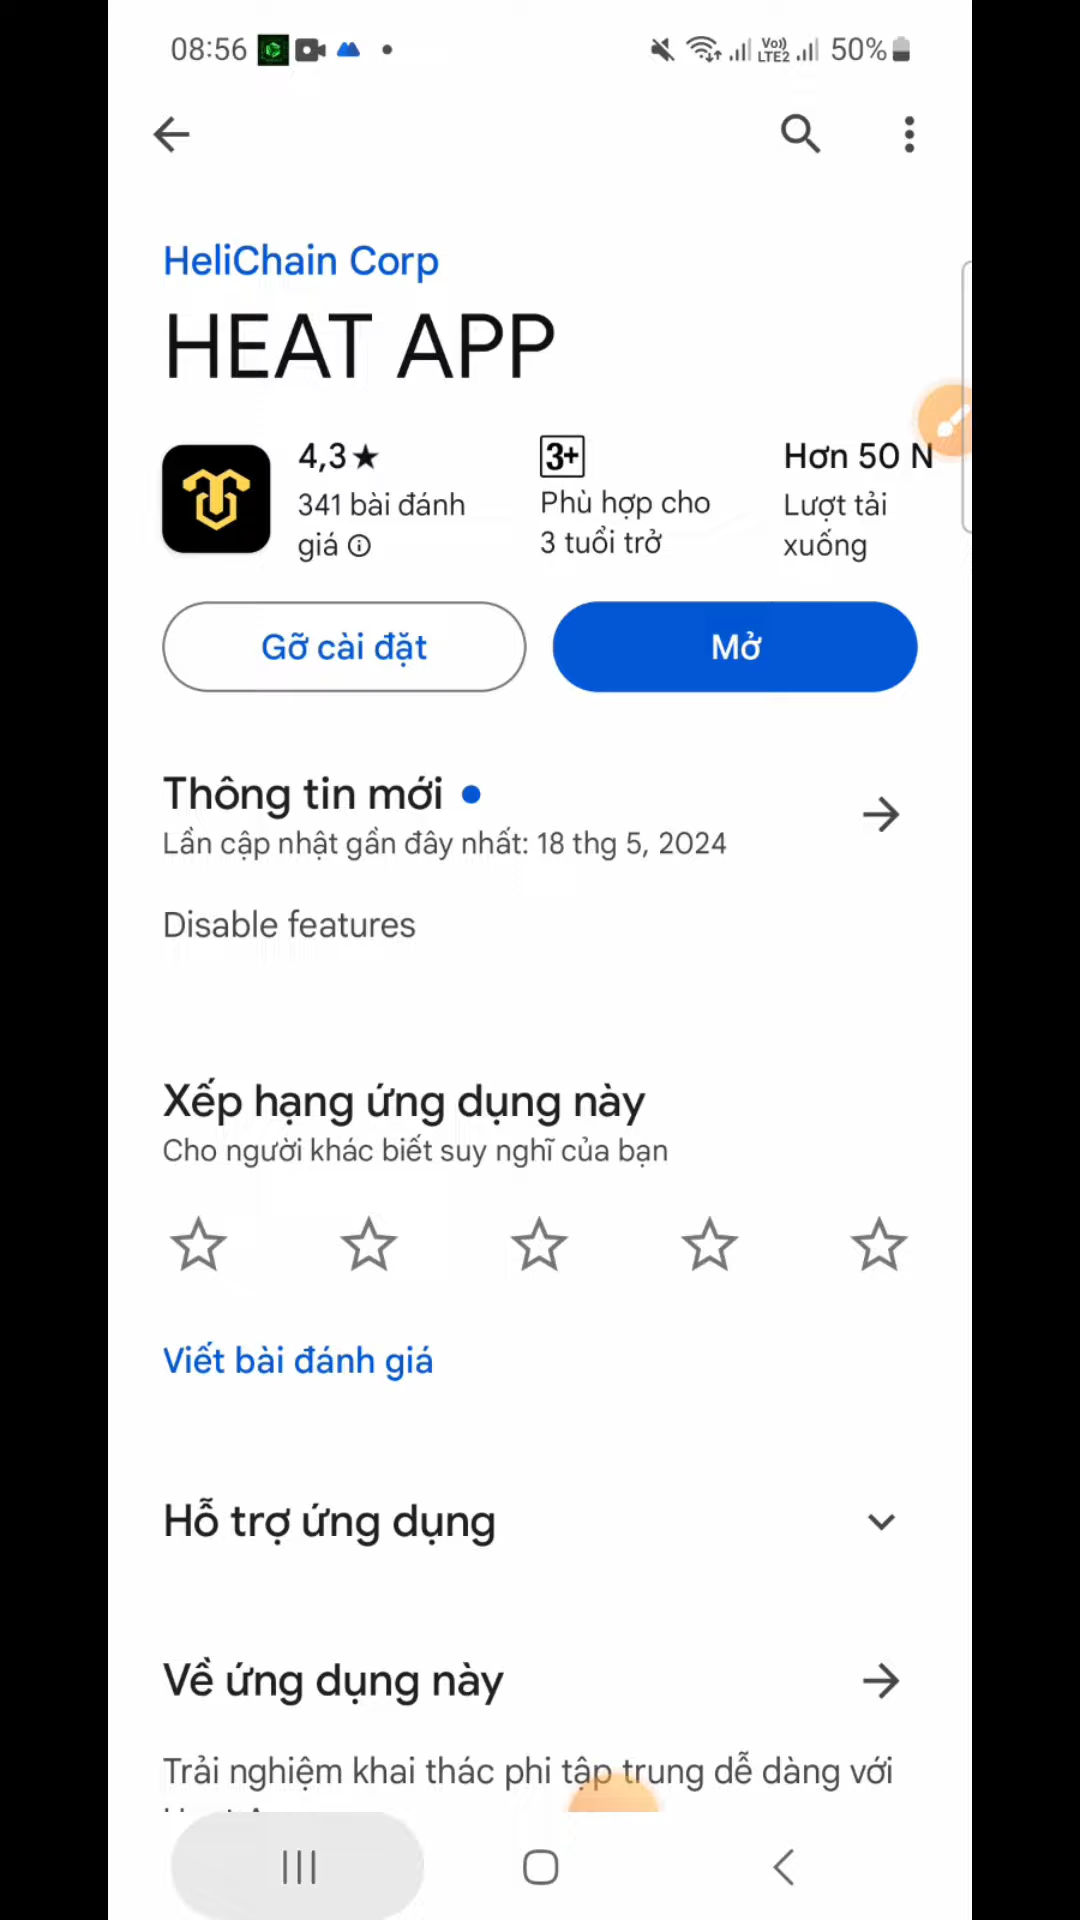 08:56
Vo)) LTE2 50%
HeliChain Corp
HEAT APP
4,3★
341 bài đánh
giá
3+
Phù hợp cho
3 tuổi trở
Hơn 50 N
Lượt tải
xuống
Gỡ cài đặt
Mở
Thông tin mới
Lần cập nhật gần đây nhất: 18 thg 5, 2024
Disable features
Xếp hạng ứng dụng này
Cho người khác biết suy nghĩ của bạn
Viết bài đánh giá
Hỗ trợ ứng dụng
Về ứng dụng này
Trải nghiệm khai thác phi tập trung dễ dàng với